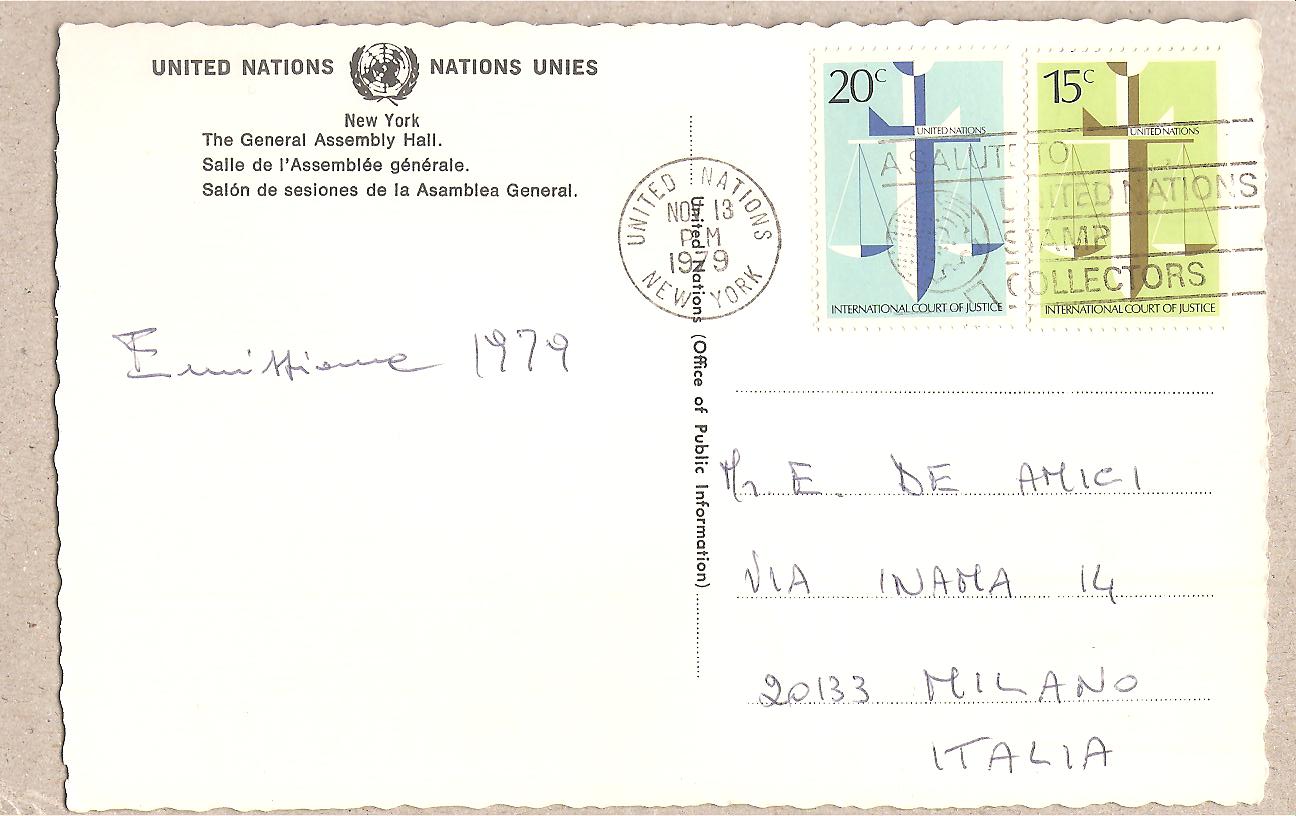 UNITED NATIONS NATIONS UNIES
New York
The General Assembly Hall.
Salle de l'Assemblée générale.
Salón de sesiones de la Asamblea General.
Emissione 1979
United Nations (Office of Public Information)
UNITED NATIONS
NOV 13
PM
1979
NEW YORK
20c
UNITED NATIONS
INTERNATIONAL COURT OF JUSTICE
15c
UNITED NATIONS
INTERNATIONAL COURT OF JUSTICE
A SALUTE TO
UNITED NATIONS
STAMP
COLLECTORS
Mr E. DE AMICI
VIA INAMA 14
20133 MILANO
ITALIA